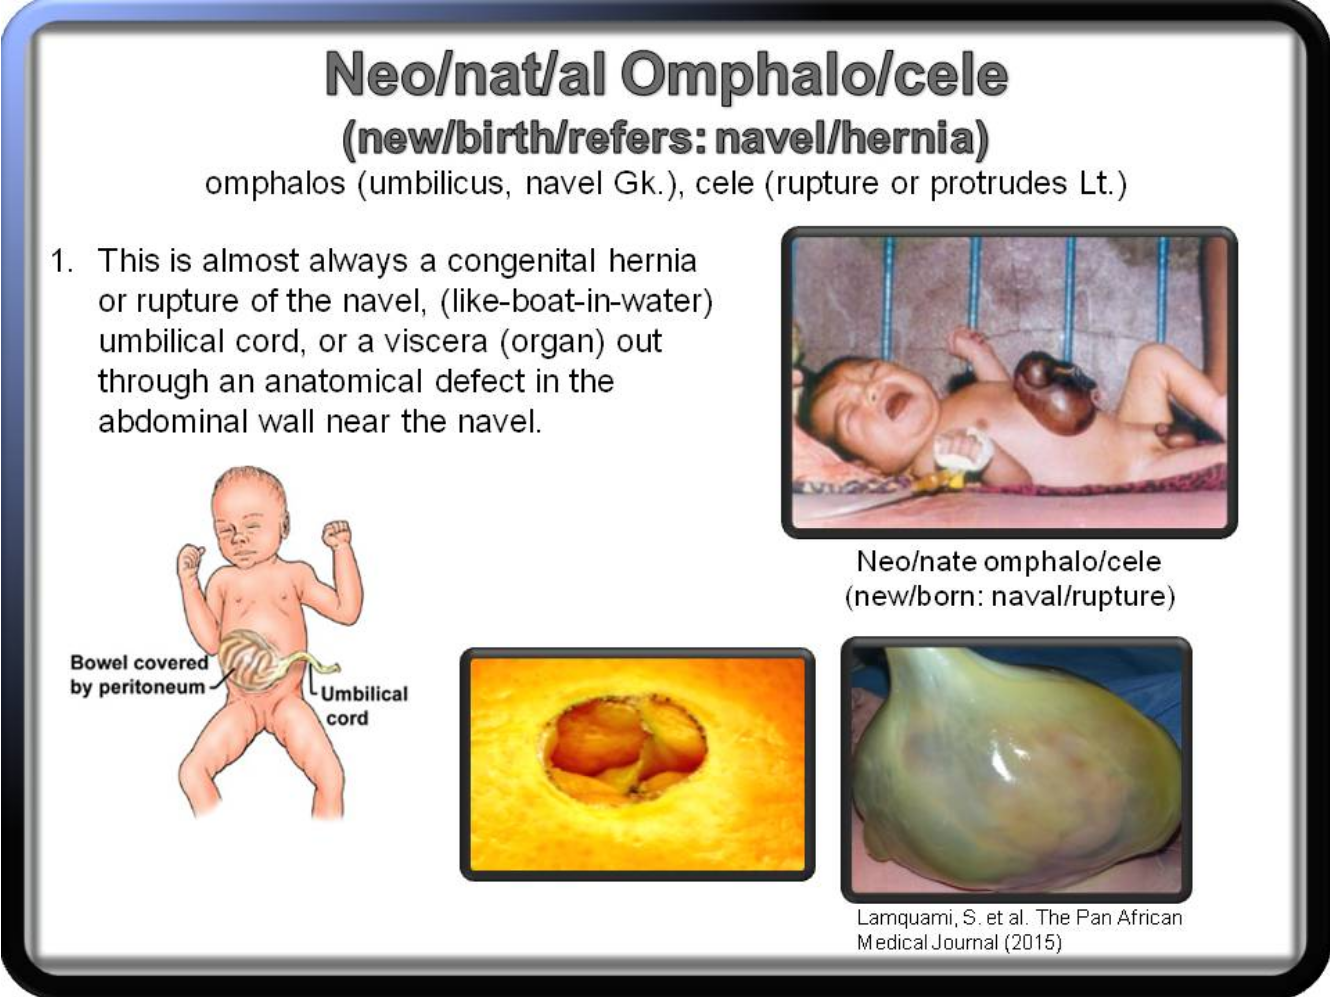 Neo/nat/al Omphalo/cele
(new/birth/refers: navel/hernia)
omphalos (umbilicus, navel Gk.), cele (rupture or protrudes Lt.)
1. This is almost always a congenital hernia
or rupture of the navel, (like-boat-in-water)
umbilical cord, or a viscera (organ) out
through an anatomical defect in the
abdominal wall near the navel.
Neo/nate omphalo/cele
(new/born: naval/rupture)
Bowel covered
by peritoneum
Umbilical
cord
Lamquami, S. et al. The Pan African
Medical Journal (2015)